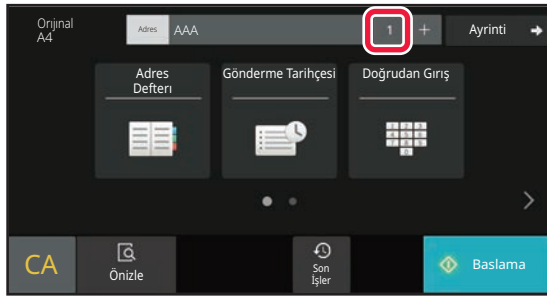 Orijinal
A4
Adres AAA 1 + Ayrinti
Adres
Defteri
Gönderme Tarihçesi
Doğrudan Giriş
CA
Önizle
Son
İşler
Baslama